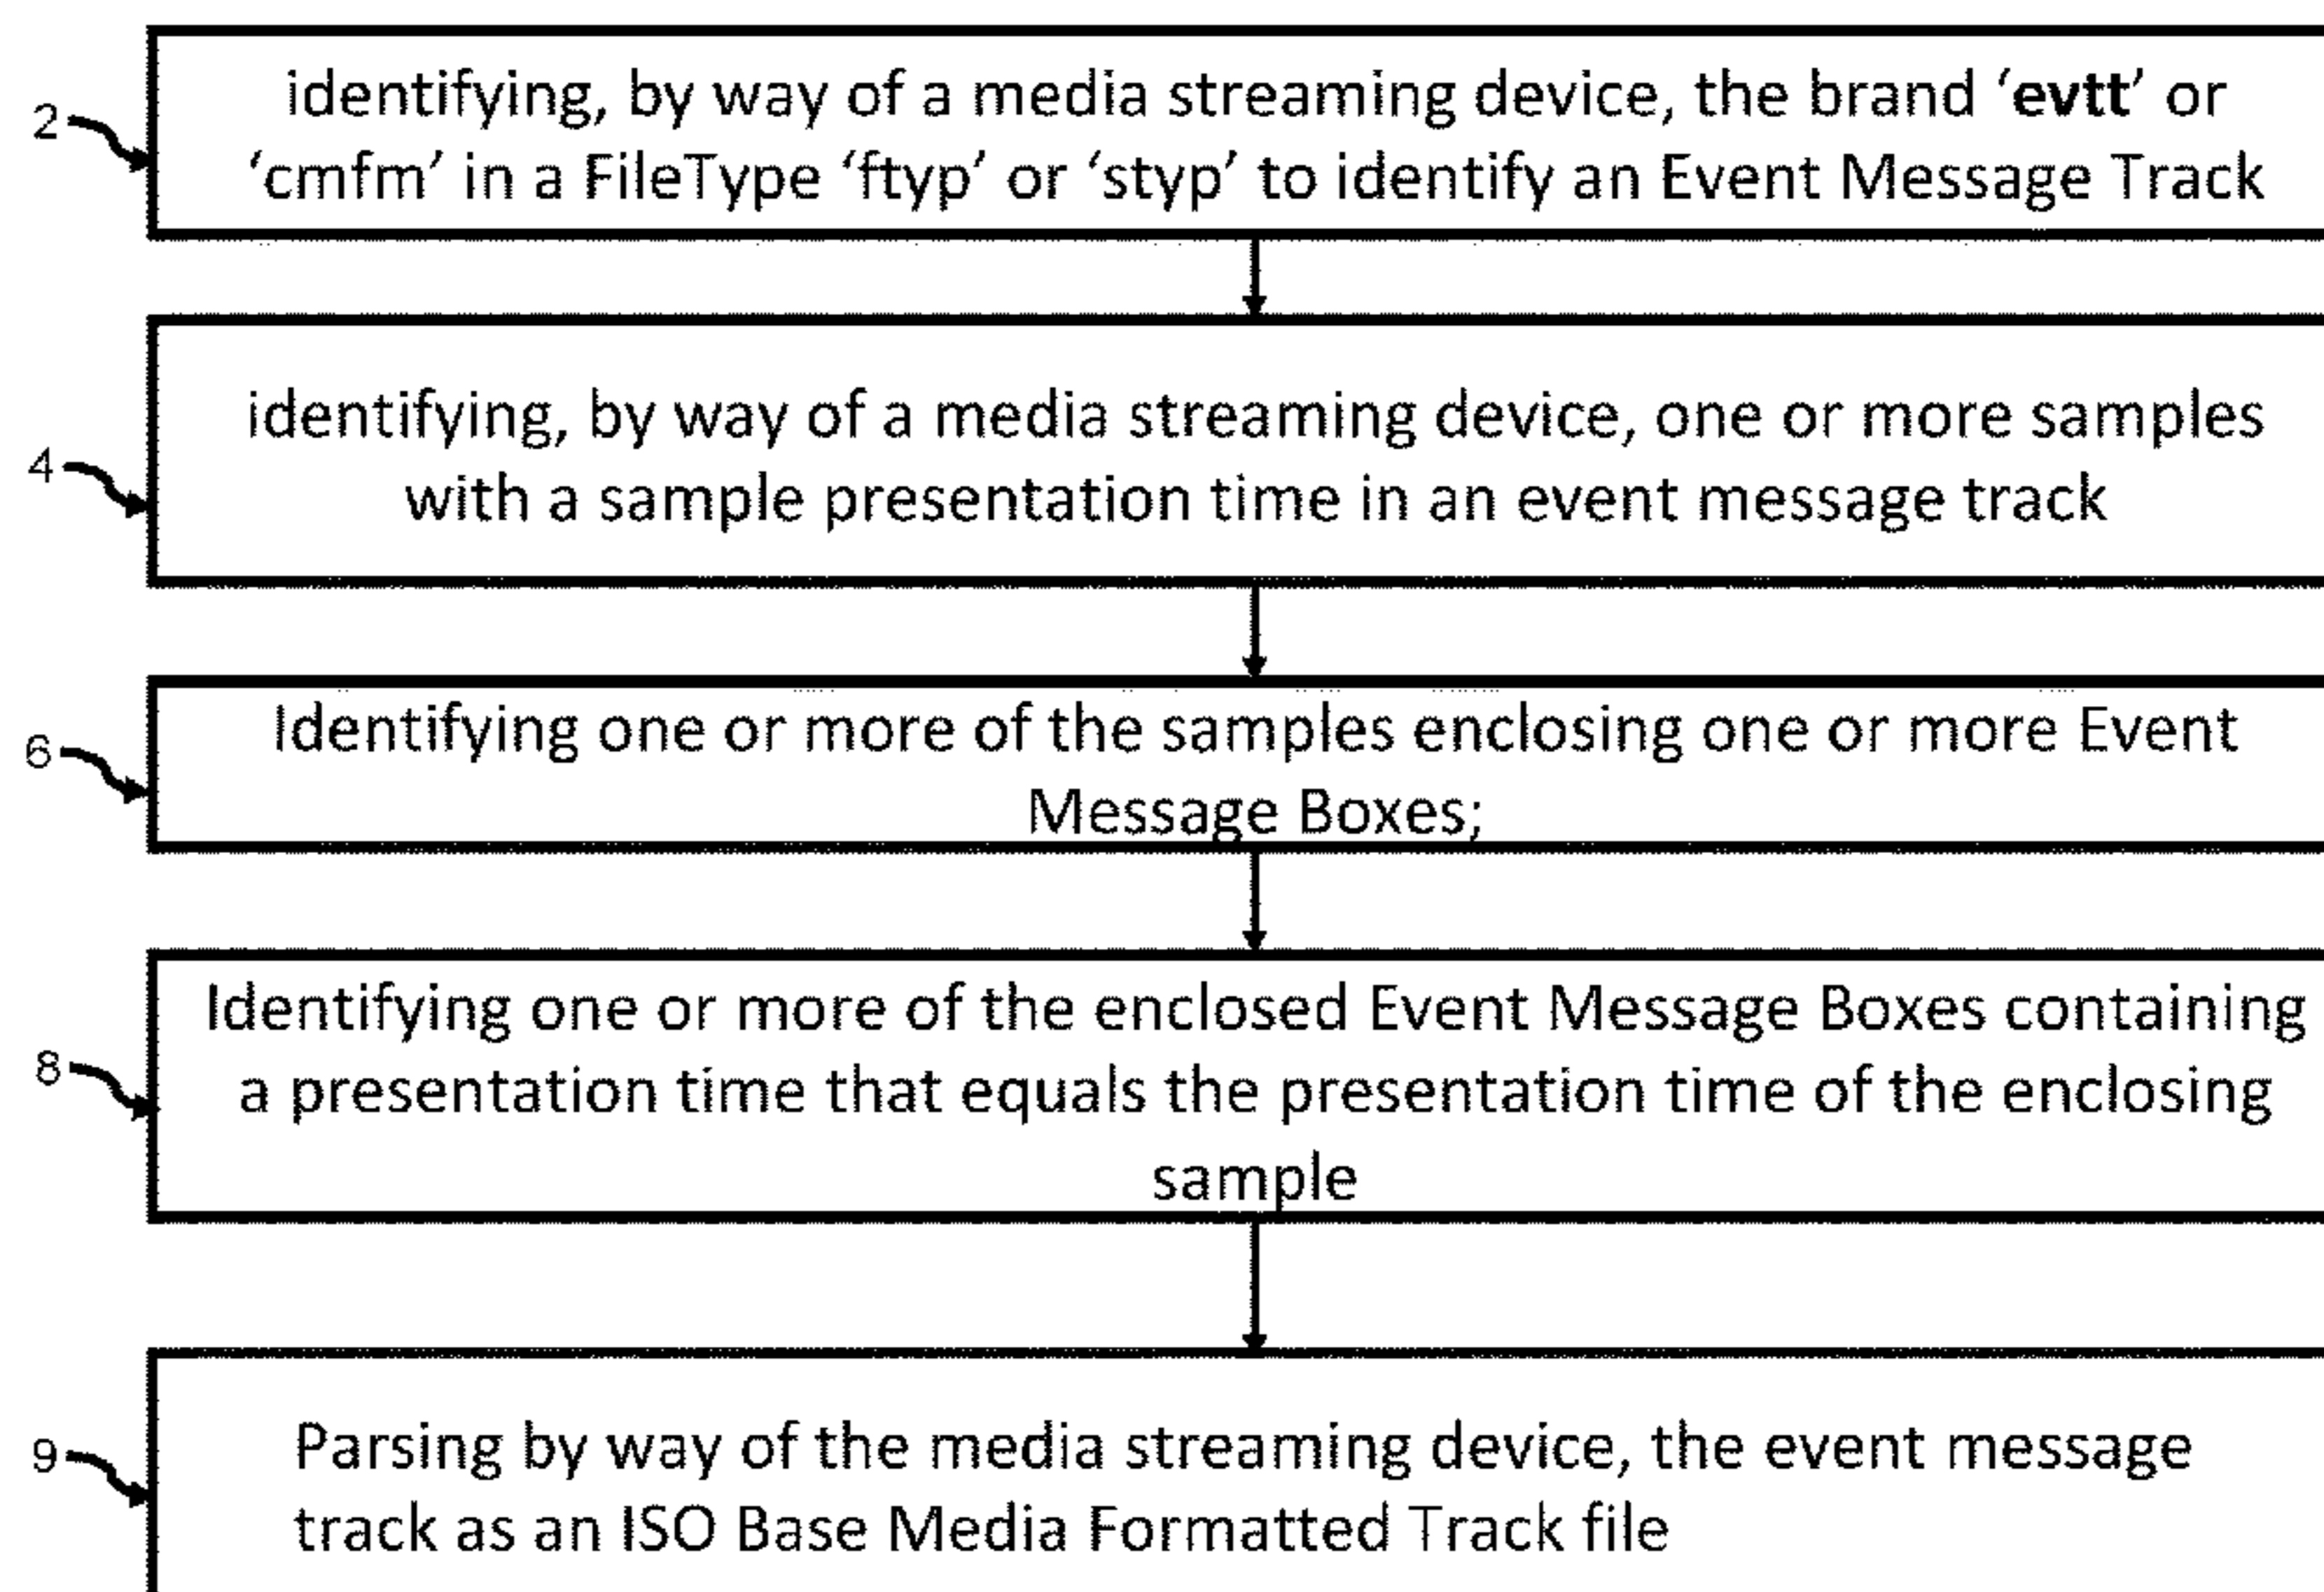 2
identifying, by way of a media streaming device, the brand ‘evtt’ or
‘cmfm’ in a FileType ‘ftyp’ or ‘styp’ to identify an Event Message Track
4
identifying, by way of a media streaming device, one or more samples
with a sample presentation time in an event message track
6
Identifying one or more of the samples enclosing one or more Event
Message Boxes;
8
Identifying one or more of the enclosed Event Message Boxes containing
a presentation time that equals the presentation time of the enclosing
sample
9
Parsing by way of the media streaming device, the event message
track as an ISO Base Media Formatted Track file